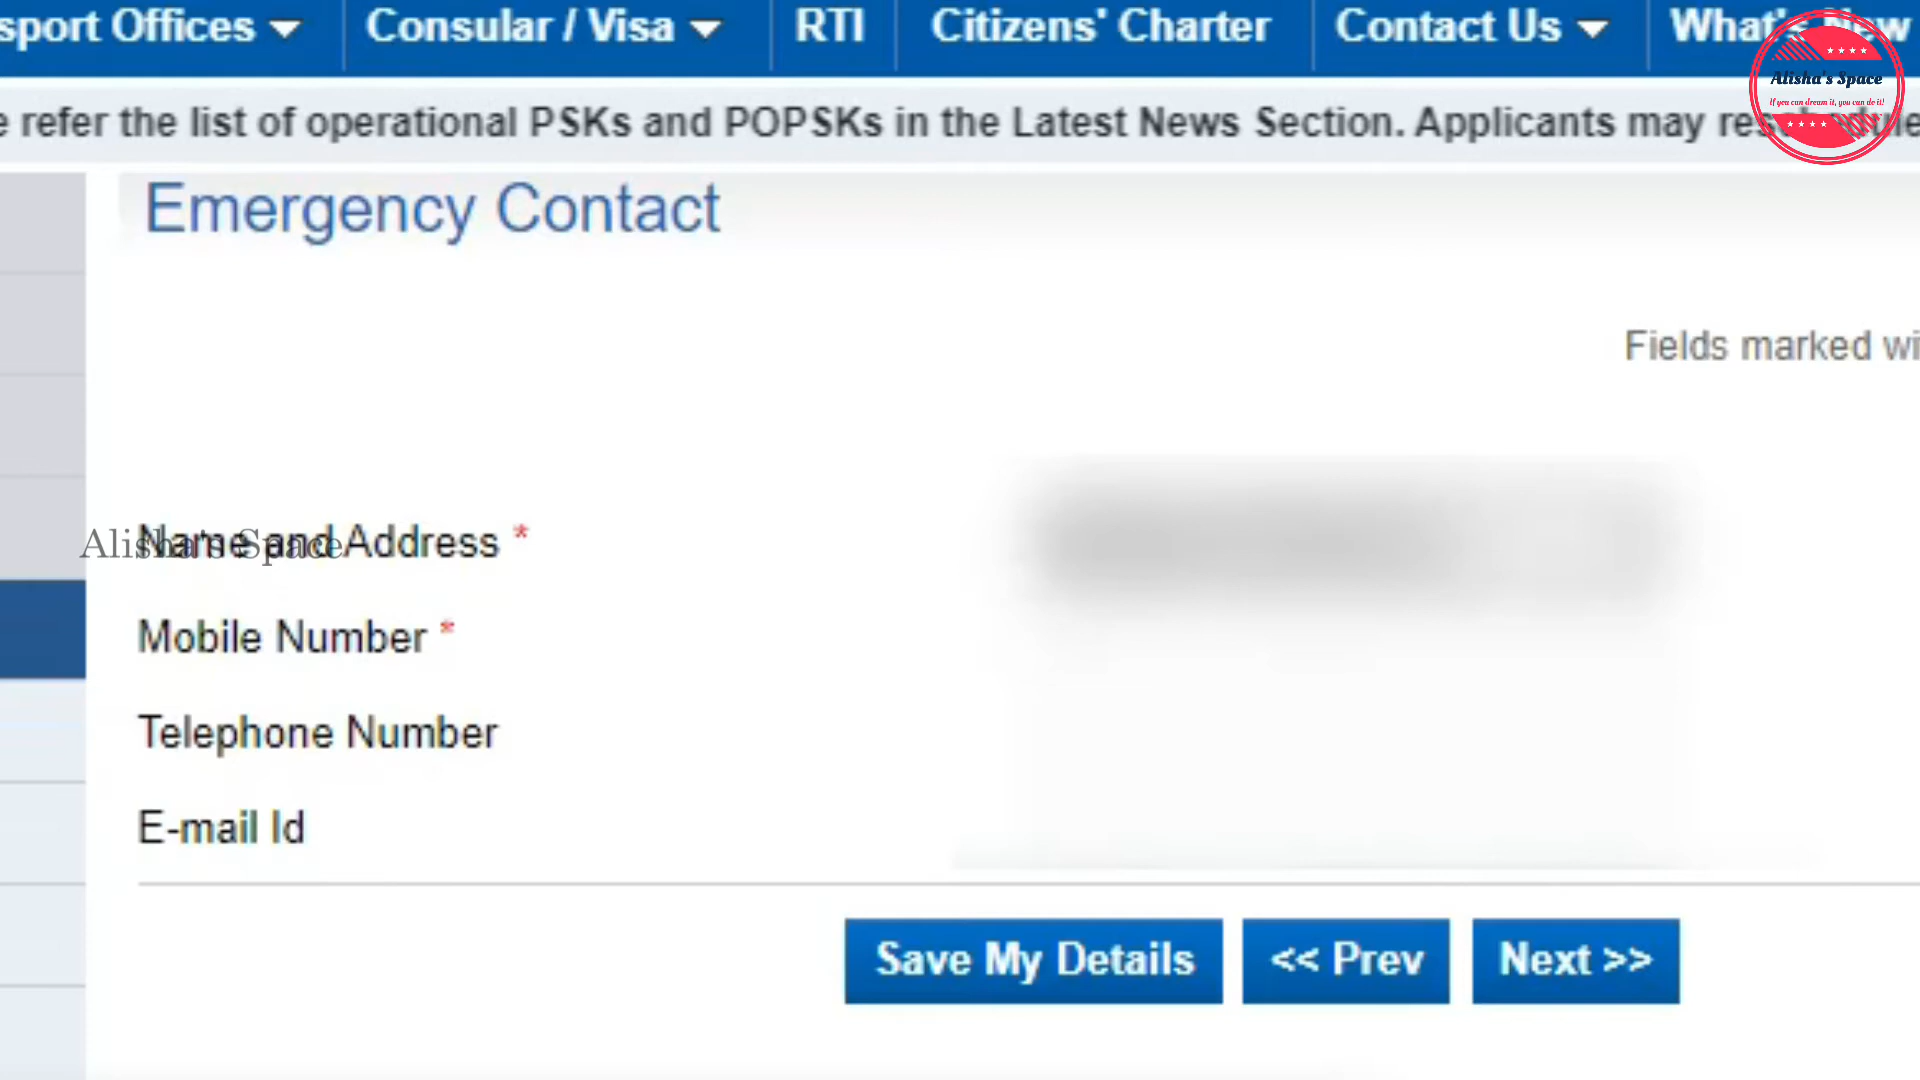 sport Offices
Consular / Visa
RTI
Citizens' Charter
Contact Us
What's New
Alisha's Space
If you can dream it, you can do it!
e refer the list of operational PSKs and POPSKs in the Latest News Section. Applicants may
Emergency Contact
Fields marked wi
Name and Address *
Alisha's Space
Mobile Number *
Telephone Number
E-mail Id
Save My Details
<< Prev
Next >>